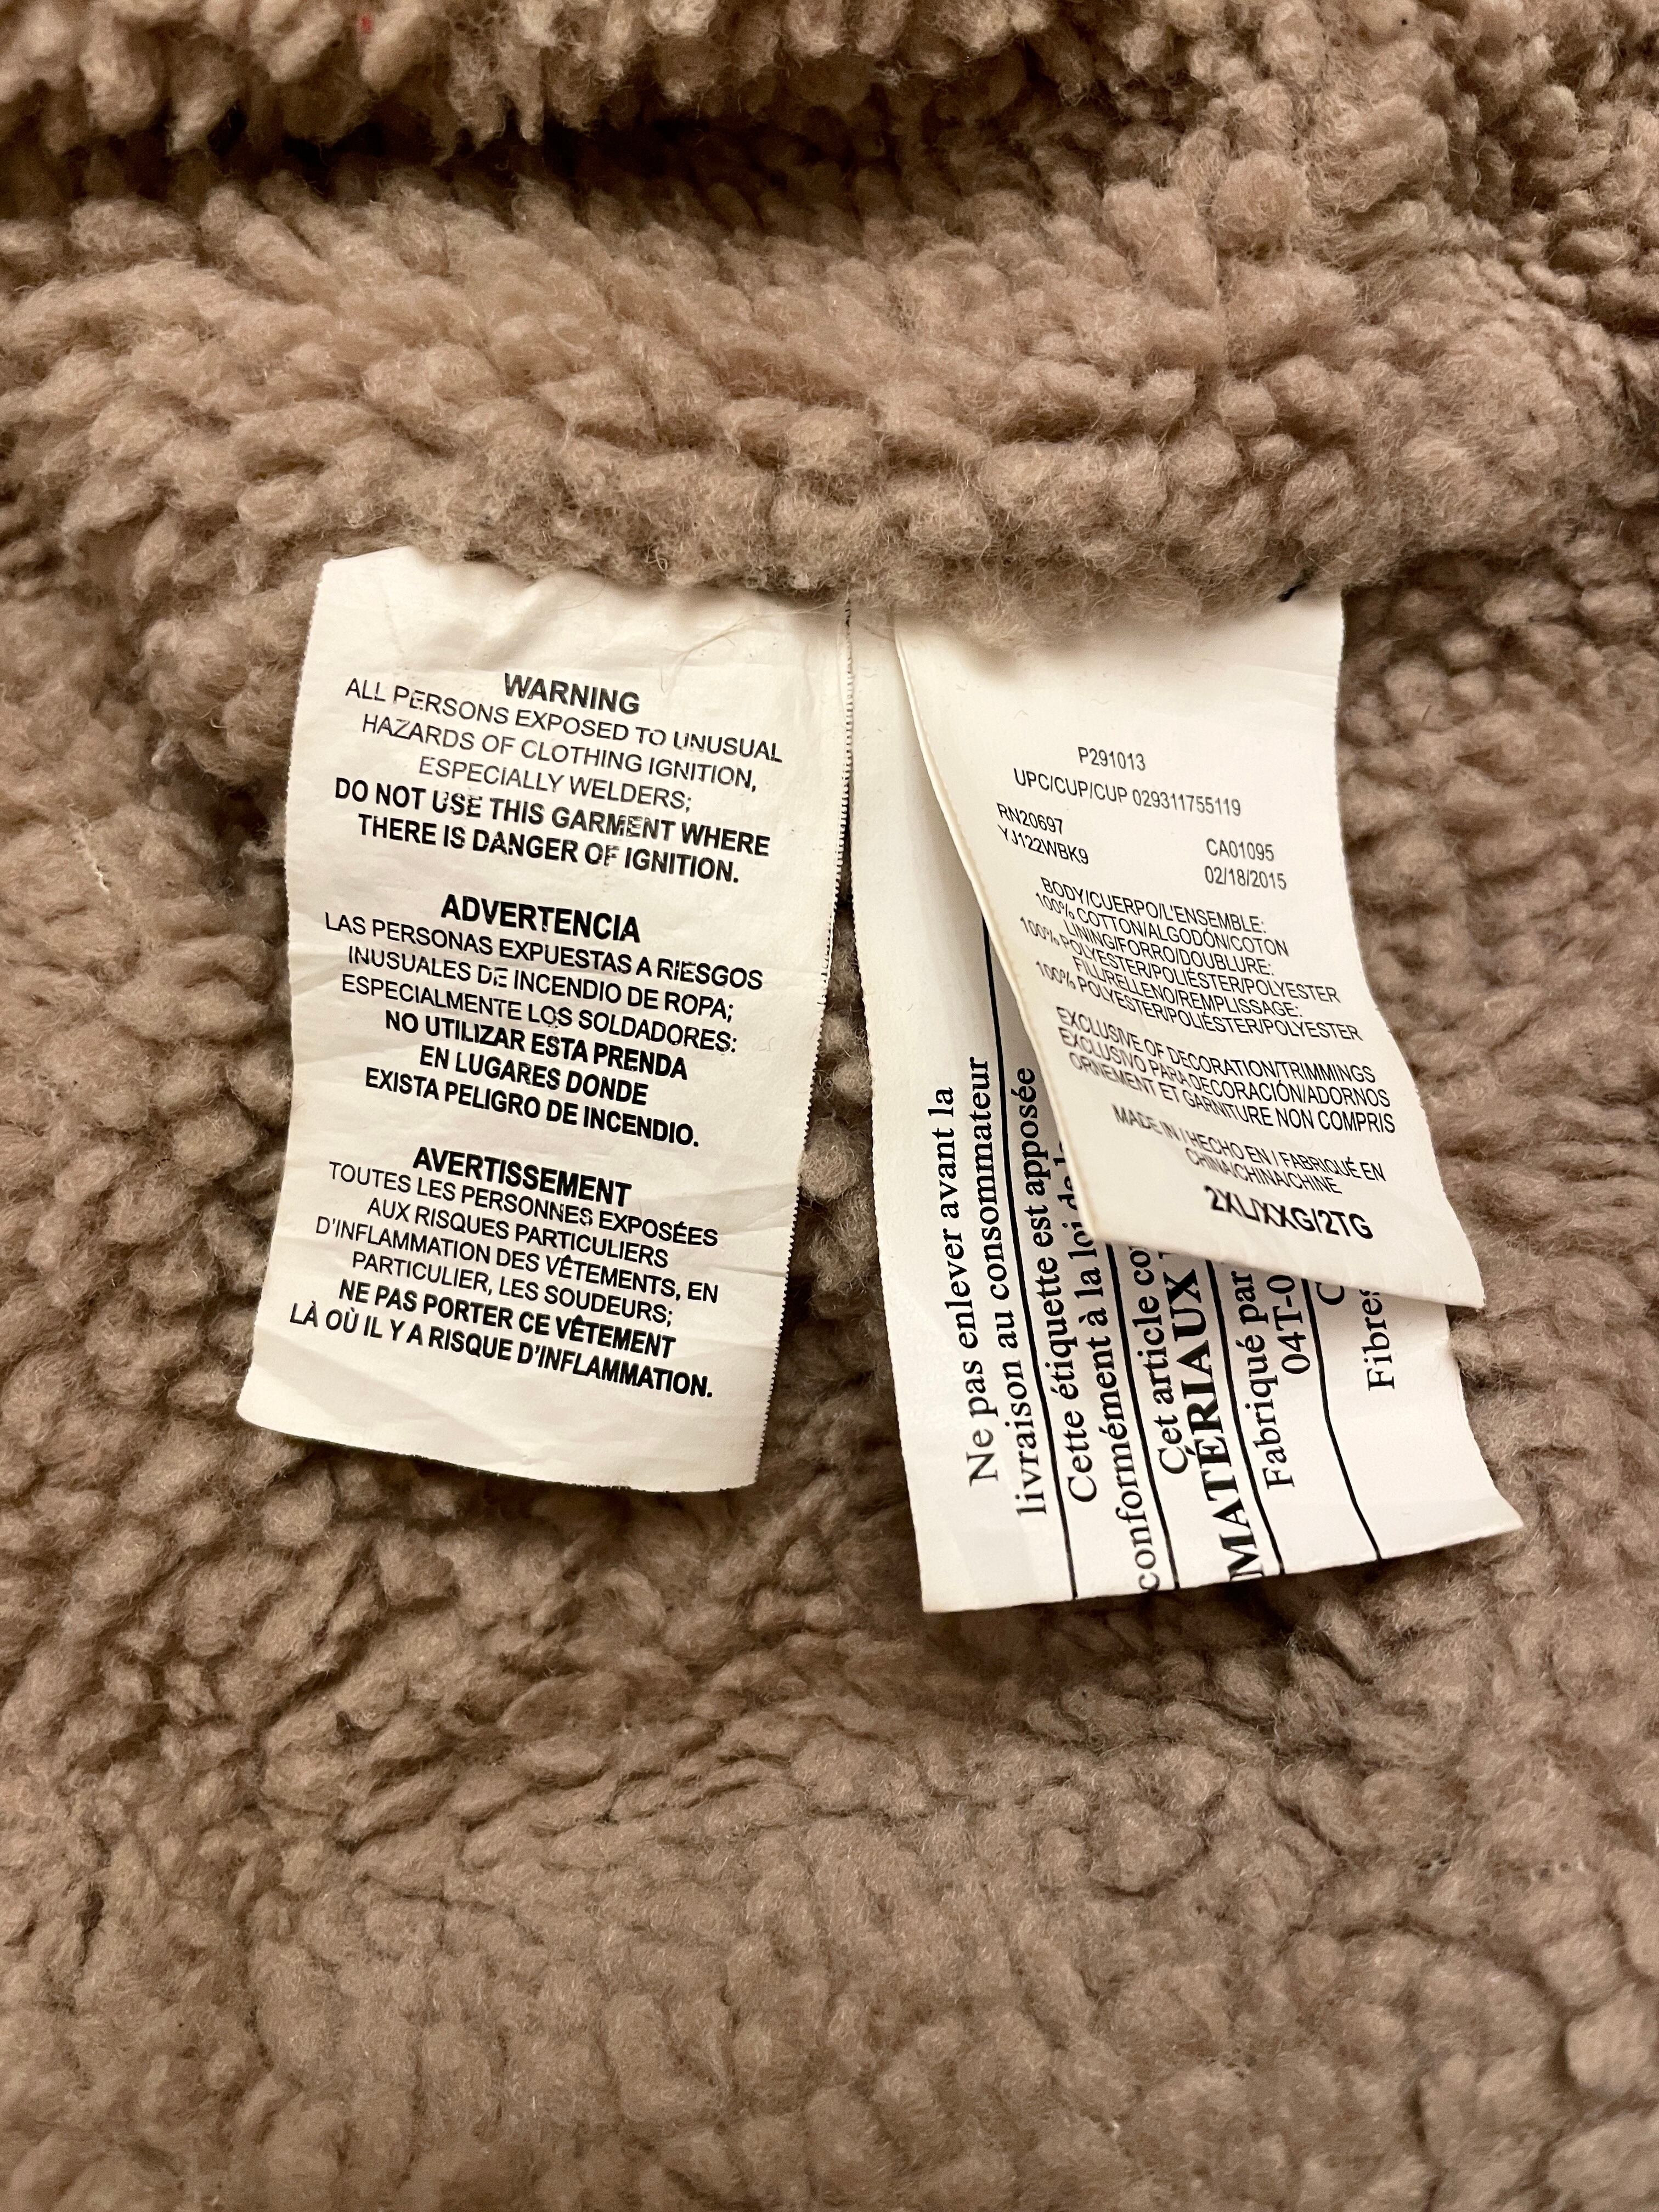 WARNING
ALL PERSONS EXPOSED TO UNUSUAL
HAZARDS OF CLOTHING IGNITION,
ESPECIALLY WELDERS;
DO NOT USE THIS GARMENT WHERE
THERE IS DANGER OF IGNITION.
ADVERTENCIA
LAS PERSONAS EXPUESTAS A RIESGOS
INUSUALES DE INCENDIO DE ROPA;
ESPECIALMENTE LOS SOLDADORES:
NO UTILIZAR ESTA PRENDA
EN LUGARES DONDE
EXISTA PELIGRO DE INCENDIO.
AVERTISSEMENT
TOUTES LES PERSONNES EXPOSÉES
AUX RISQUES PARTICULIERS
D'INFLAMMATION DES VÊTEMENTS, EN
PARTICULIER, LES SOUDEURS;
NE PAS PORTER CE VÊTEMENT
LÀ OÙ IL Y A RISQUE D'INFLAMMATION.
P291013
UPC/CUP/CUP 029311755119
RN20697 CA01095
YJ122WBK9 02/18/2015
BODY/CUERPO/L'ENSEMBLE:
100% COTTON/ALGODÓN/COTON
LINING/FORRO/DOUBLURE:
100% POLYESTER/POLIÉSTER/POLYESTER
FILL/RELLENO/REMPLISSAGE:
100% POLYESTER/POLIÉSTER/POLYESTER
EXCLUSIVE OF DECORATION/TRIMMINGS
EXCLUSIVO PARA DECORACIÓN/ADORNOS
ORNEMENT ET GARNITURE NON COMPRIS
MADE IN / HECHO EN / FABRIQUÉ EN
CHINA/CHINA/CHINE
2XL/XXG/2TG
Ne pas enlever avant la
livraison au consommateur
Cette étiquette est apposée
conformément à la loi de
Cet article
MATÉRIAUX
Fabriqué par
04T-0
Fibres